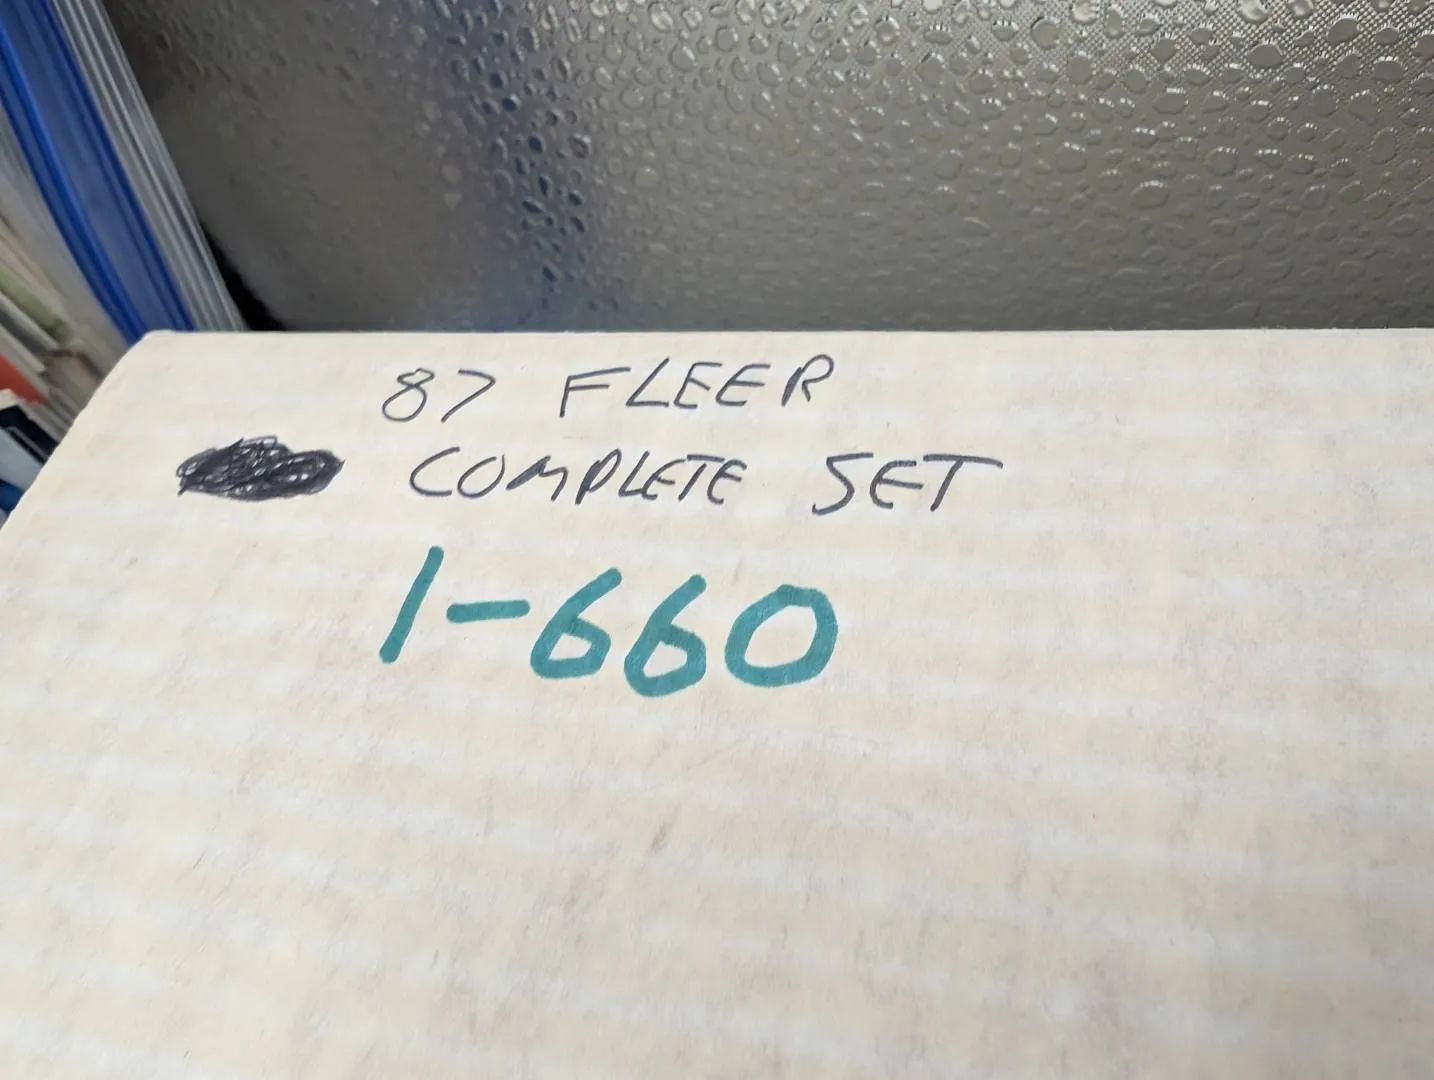 87 FLEER
COMPLETE SET
1-660